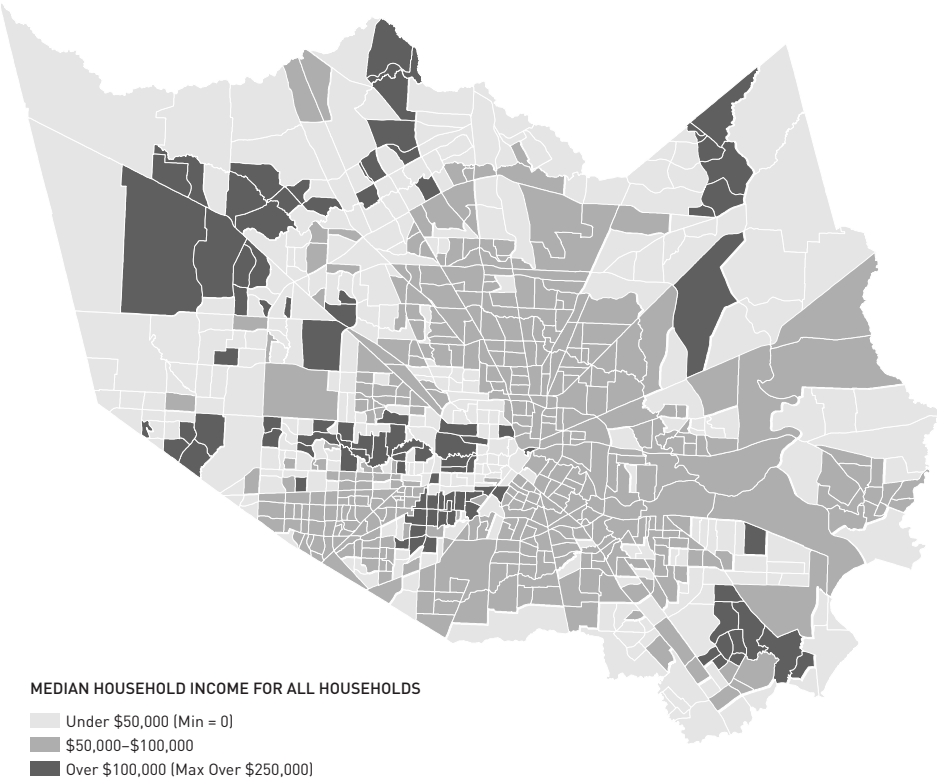 MEDIAN HOUSEHOLD INCOME FOR ALL HOUSEHOLDS
Under $50,000 (Min = 0)
$50,000–$100,000
Over $100,000 (Max Over $250,000)